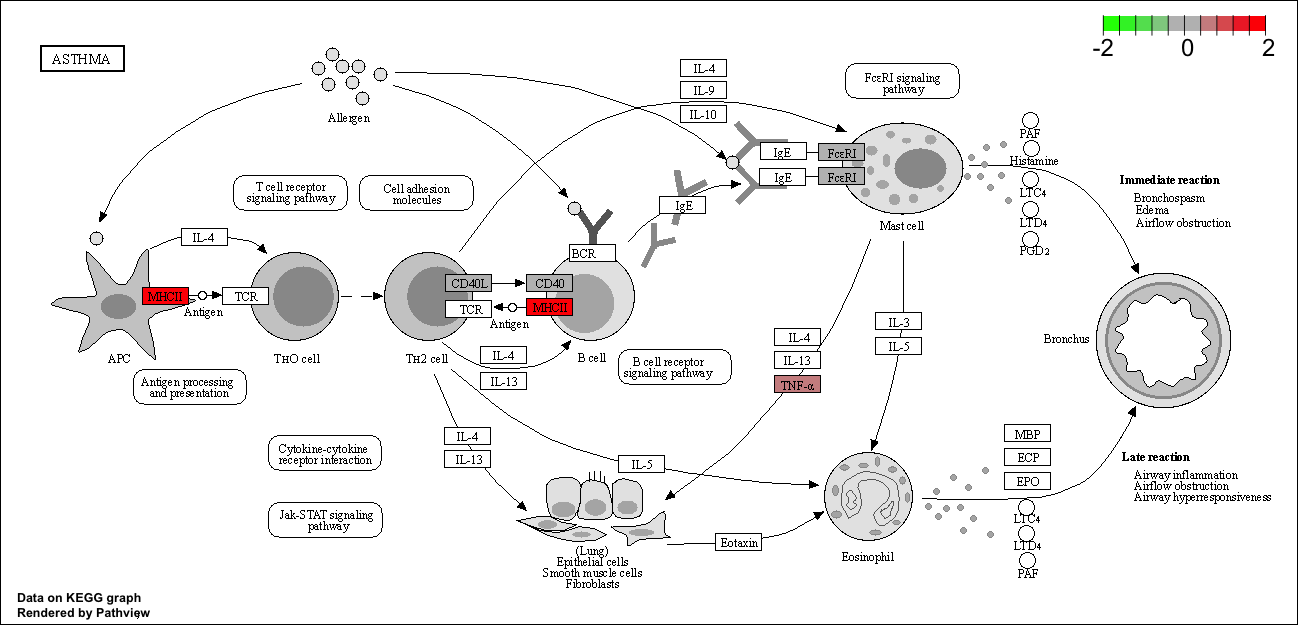 ASTHMA
Allergen
-2 0 2
IL-4
IL-9
IL-10
FcεRI signaling
pathway
T cell receptor
signaling pathway
Cell adhesion
molecules
IgE
FcεRI
IgE
FcεRI
IgE
Mast cell
PAF
Histamine
LTC4
LTD4
PGD2
Immediate reaction
Bronchospasm
Edema
Airflow obstruction
IL-4
BCR
MHCII
TCR
Antigen
CD40L
CD40
TCR
MHCII
Antigen
APC
TH0 cell
TH2 cell
B cell
IL-4
IL-13
Antigen processing
and presentation
B cell receptor
signaling pathway
IL-4
IL-13
TNF-α
IL-3
IL-5
Bronchus
Cytokine-cytokine
receptor interaction
IL-4
IL-13
IL-5
Jak-STAT signaling
pathway
(Lung)
Epithelial cells
Smooth muscle cells
Fibroblasts
Eotaxin
Eosinophil
MBP
ECP
EPO
LTC4
LTD4
PAF
Late reaction
Airway inflammation
Airflow obstruction
Airway hyperresponsiveness
Data on KEGG graph
Rendered by Pathview